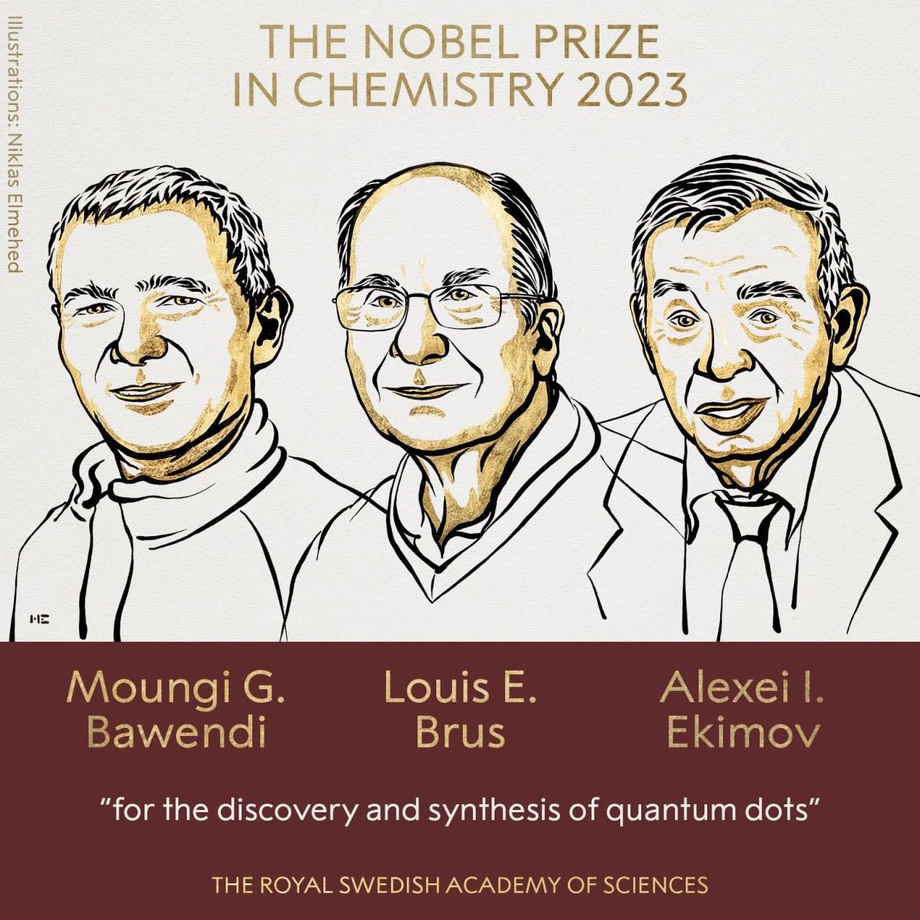 Illustrations: Niklas Elmehed
THE NOBEL PRIZE
IN CHEMISTRY 2023
Moungi G.
Bawendi
Louis E.
Brus
Alexei I.
Ekimov
“for the discovery and synthesis of quantum dots”
THE ROYAL SWEDISH ACADEMY OF SCIENCES